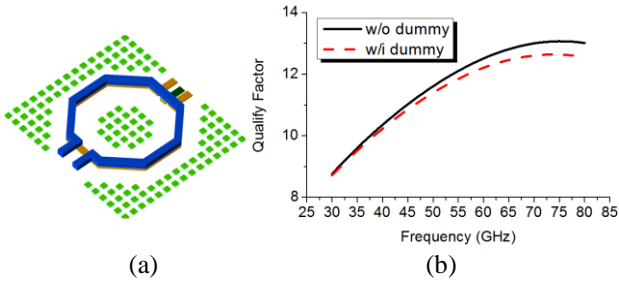 14
12
10
8
Qualify Factor
w/o dummy
w/i dummy
25 30 35 40 45 50 55 60 65 70 75 80 85
Frequency (GHz)
(a)
(b)